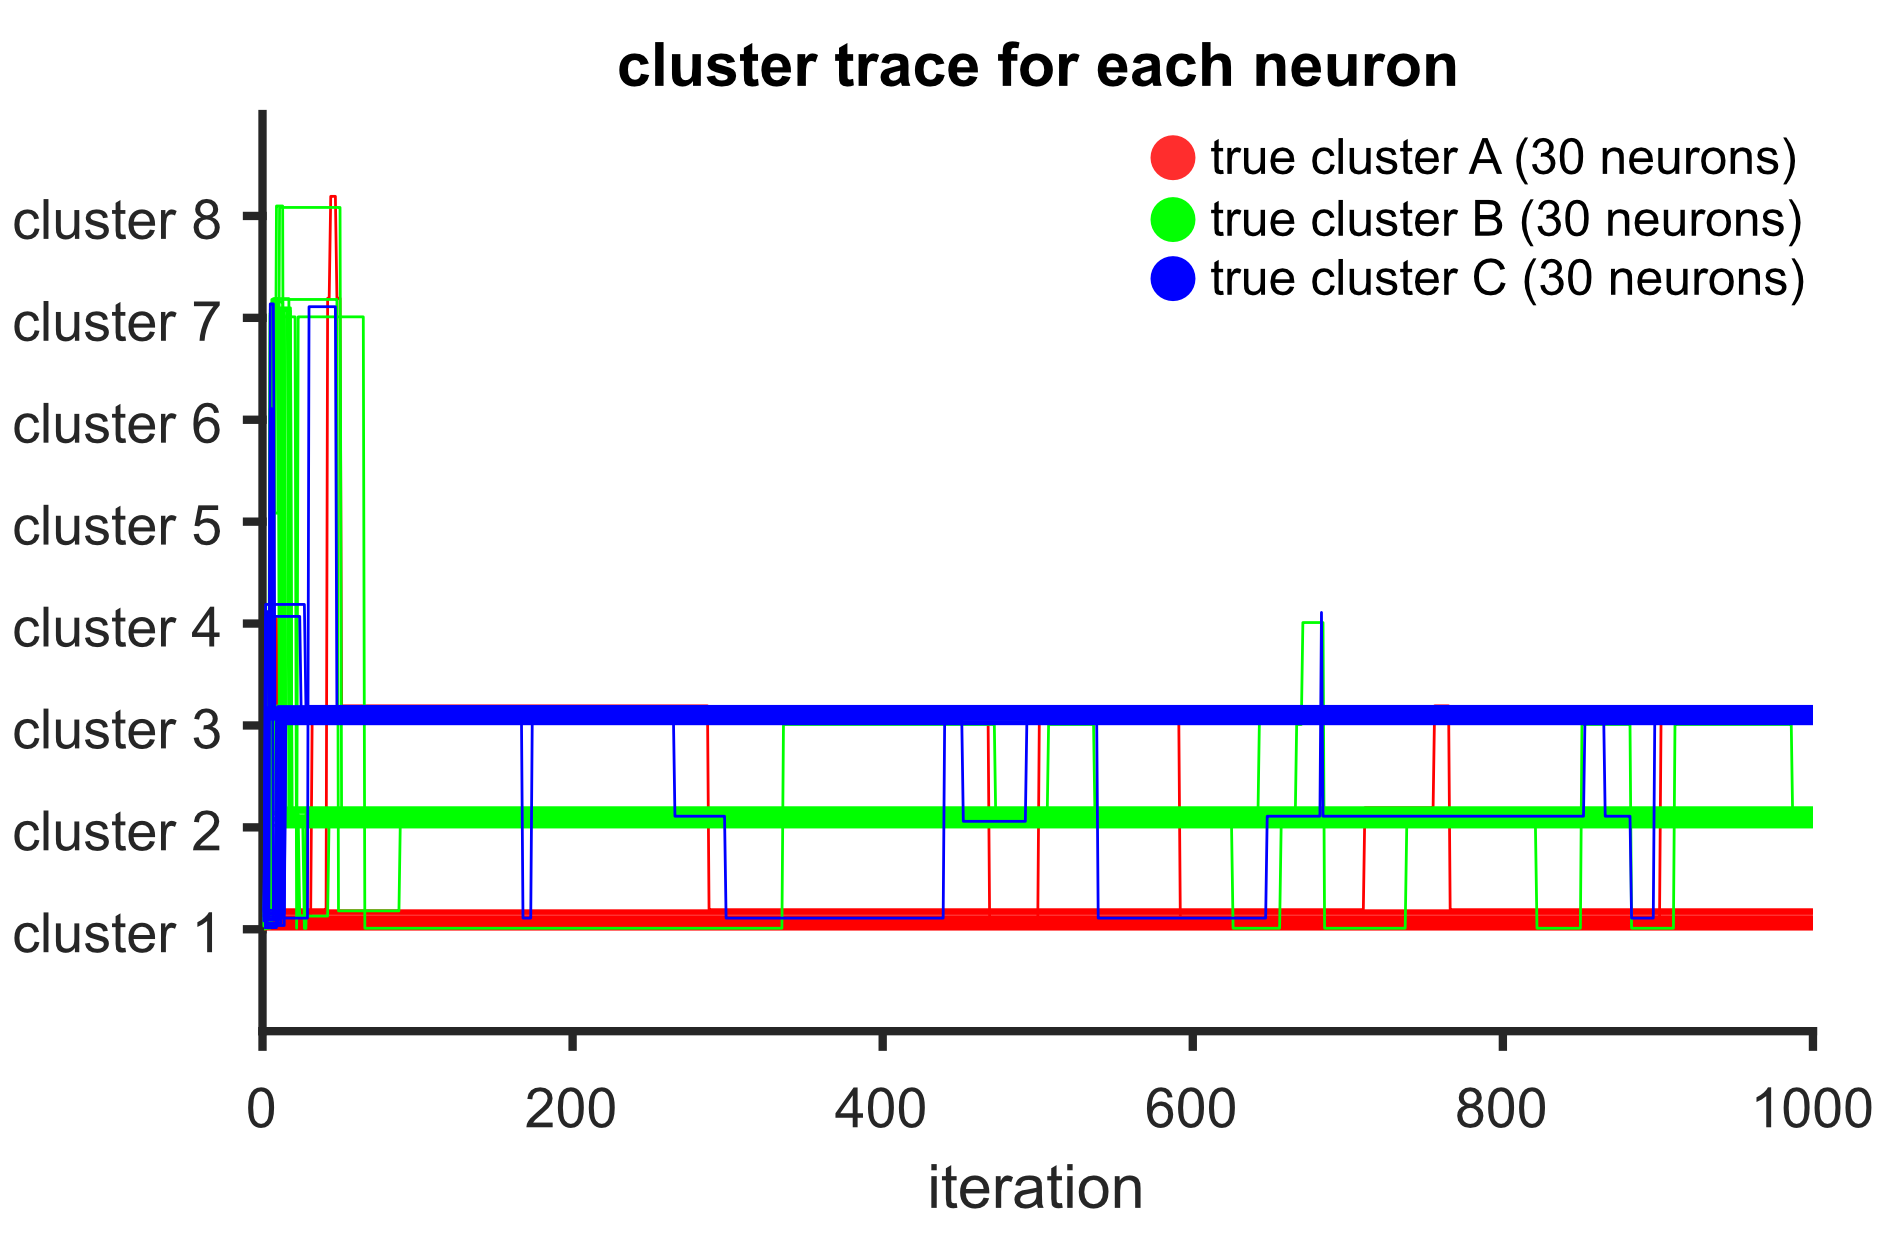 cluster trace for each neuron
true cluster A (30 neurons)
true cluster B (30 neurons)
true cluster C (30 neurons)
cluster 8
cluster 7
cluster 6
cluster 5
cluster 4
cluster 3
cluster 2
cluster 1
0 200 400 600 800 1000
iteration